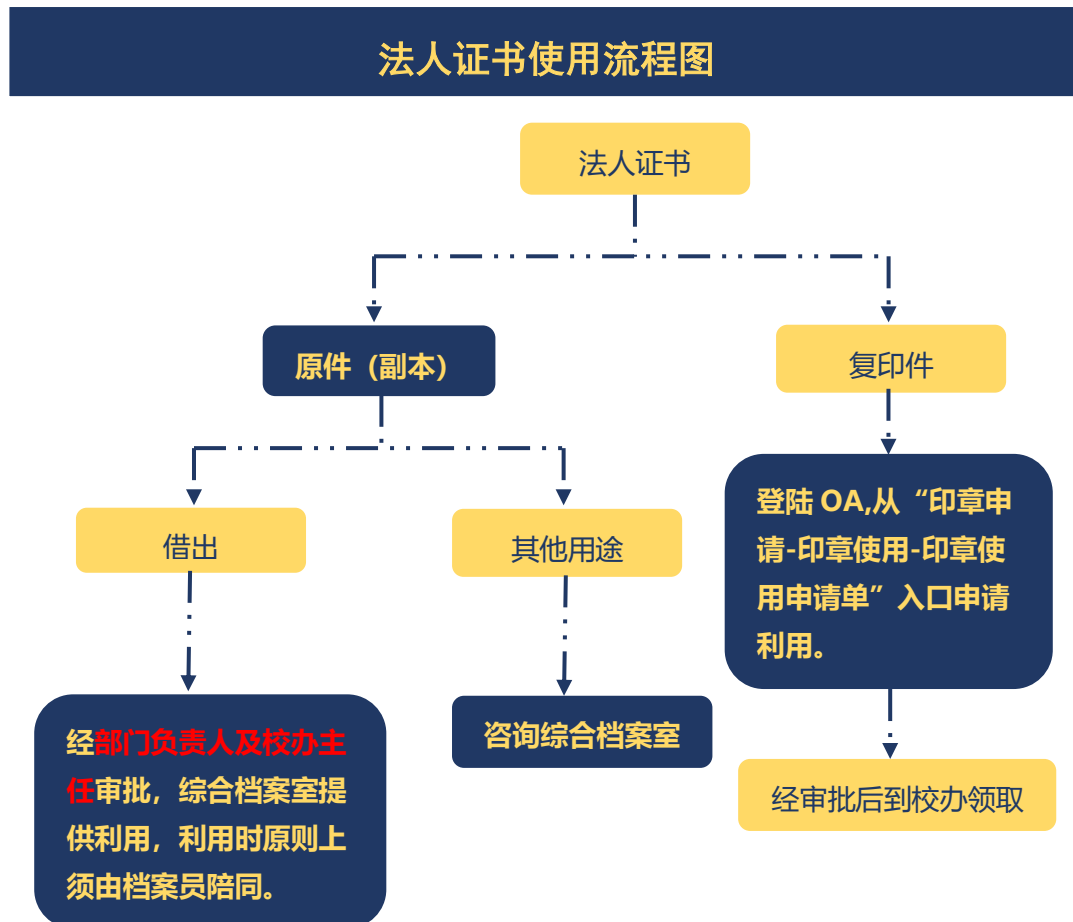 法人证书使用流程图
法人证书
原件（副本）
复印件
借出
其他用途
登陆 OA,从“印章申
请-印章使用-印章使
用申请单”入口申请
利用。
经部门负责人及校办主
任审批，综合档案室提
供利用，利用时原则上
须由档案员陪同。
咨询综合档案室
经审批后到校办领取